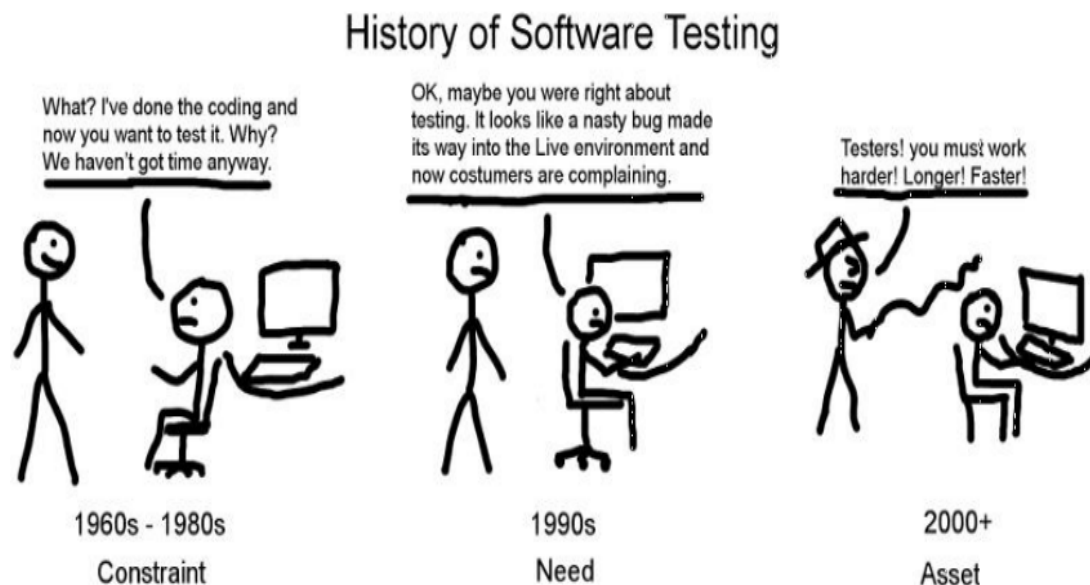 History of Software Testing
What? I've done the coding and
now you want to test it. Why?
We haven't got time anyway.
OK, maybe you were right about
testing. It looks like a nasty bug made
its way into the Live environment and
now costumers are complaining.
Testers! you must work
harder! Longer! Faster!
1960s - 1980s
Constraint
1990s
Need
2000+
Asset